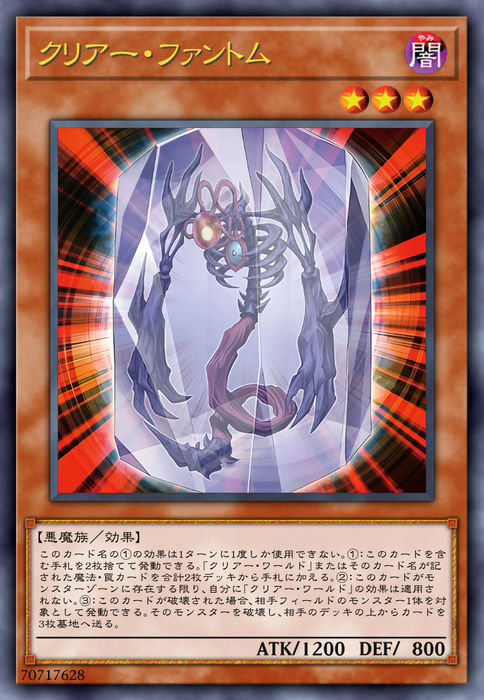 クリアー・ファントム
やみ
闇
【悪魔族／効果】
このカード名の①の効果は1ターンに1度しか使用できない。①：このカードを含
む手札を2枚捨てて発動できる。「クリアー・ワールド」またはそのカード名が記
された魔法・罠カードを合計2枚デッキから手札に加える。②：このカードがモ
ンスターゾーンに存在する限り、自分に「クリアー・ワールド」の効果は適用さ
れない。③：このカードが破壊された場合、相手フィールドのモンスター1体を対
象として発動できる。そのモンスターを破壊し、相手のデッキの上からカードを
3枚墓地へ送る。
ATK/1200 DEF/ 800
70717628